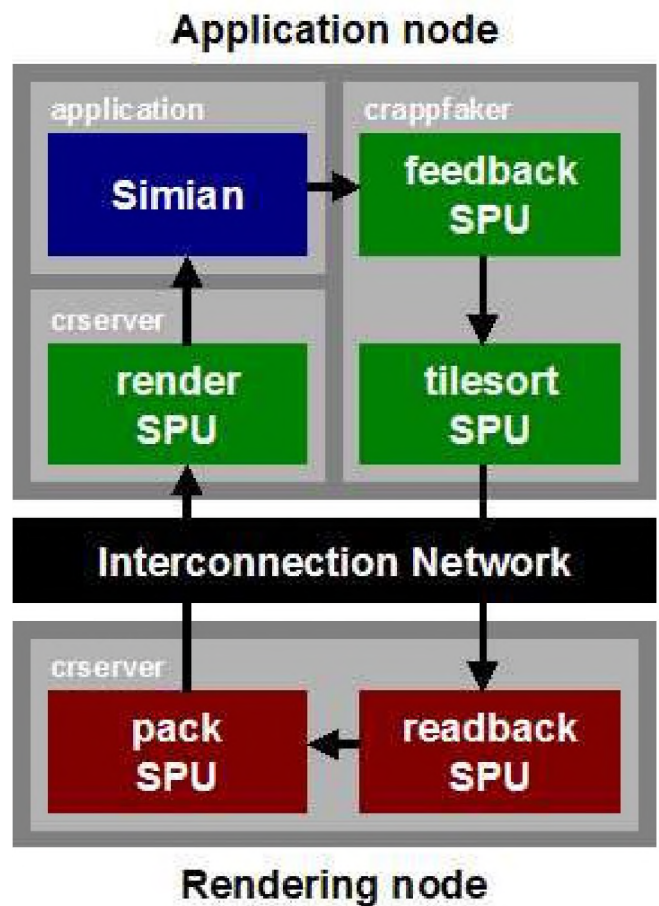 Application node
application
crappfaker
Simian
feedback
SPU
crserver
render
SPU
tilesort
SPU
Interconnection Network
crserver
pack
SPU
readback
SPU
Rendering node